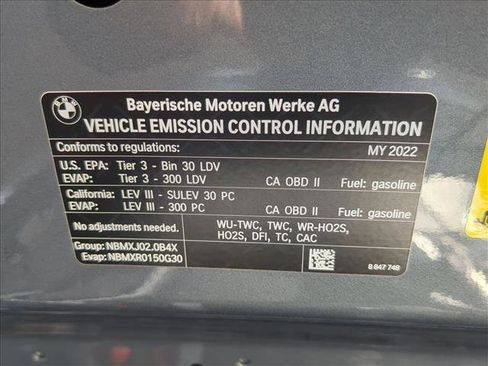 BMW
Bayerische Motoren Werke AG
VEHICLE EMISSION CONTROL INFORMATION
Conforms to regulations: MY 2022
U.S. EPA: Tier 3 - Bin 30 LDV
EVAP: Tier 3 - 300 LDV CA OBD II Fuel: gasoline
California: LEV III - SULEV 30 PC
EVAP: LEV III - 300 PC CA OBD II Fuel: gasoline
No adjustments needed.
WU-TWC, TWC, WR-HO2S,
HO2S, DFI, TC, CAC
Group: NBMXJ02.0B4X
Evap: NBMXR0150G30
8 847 748